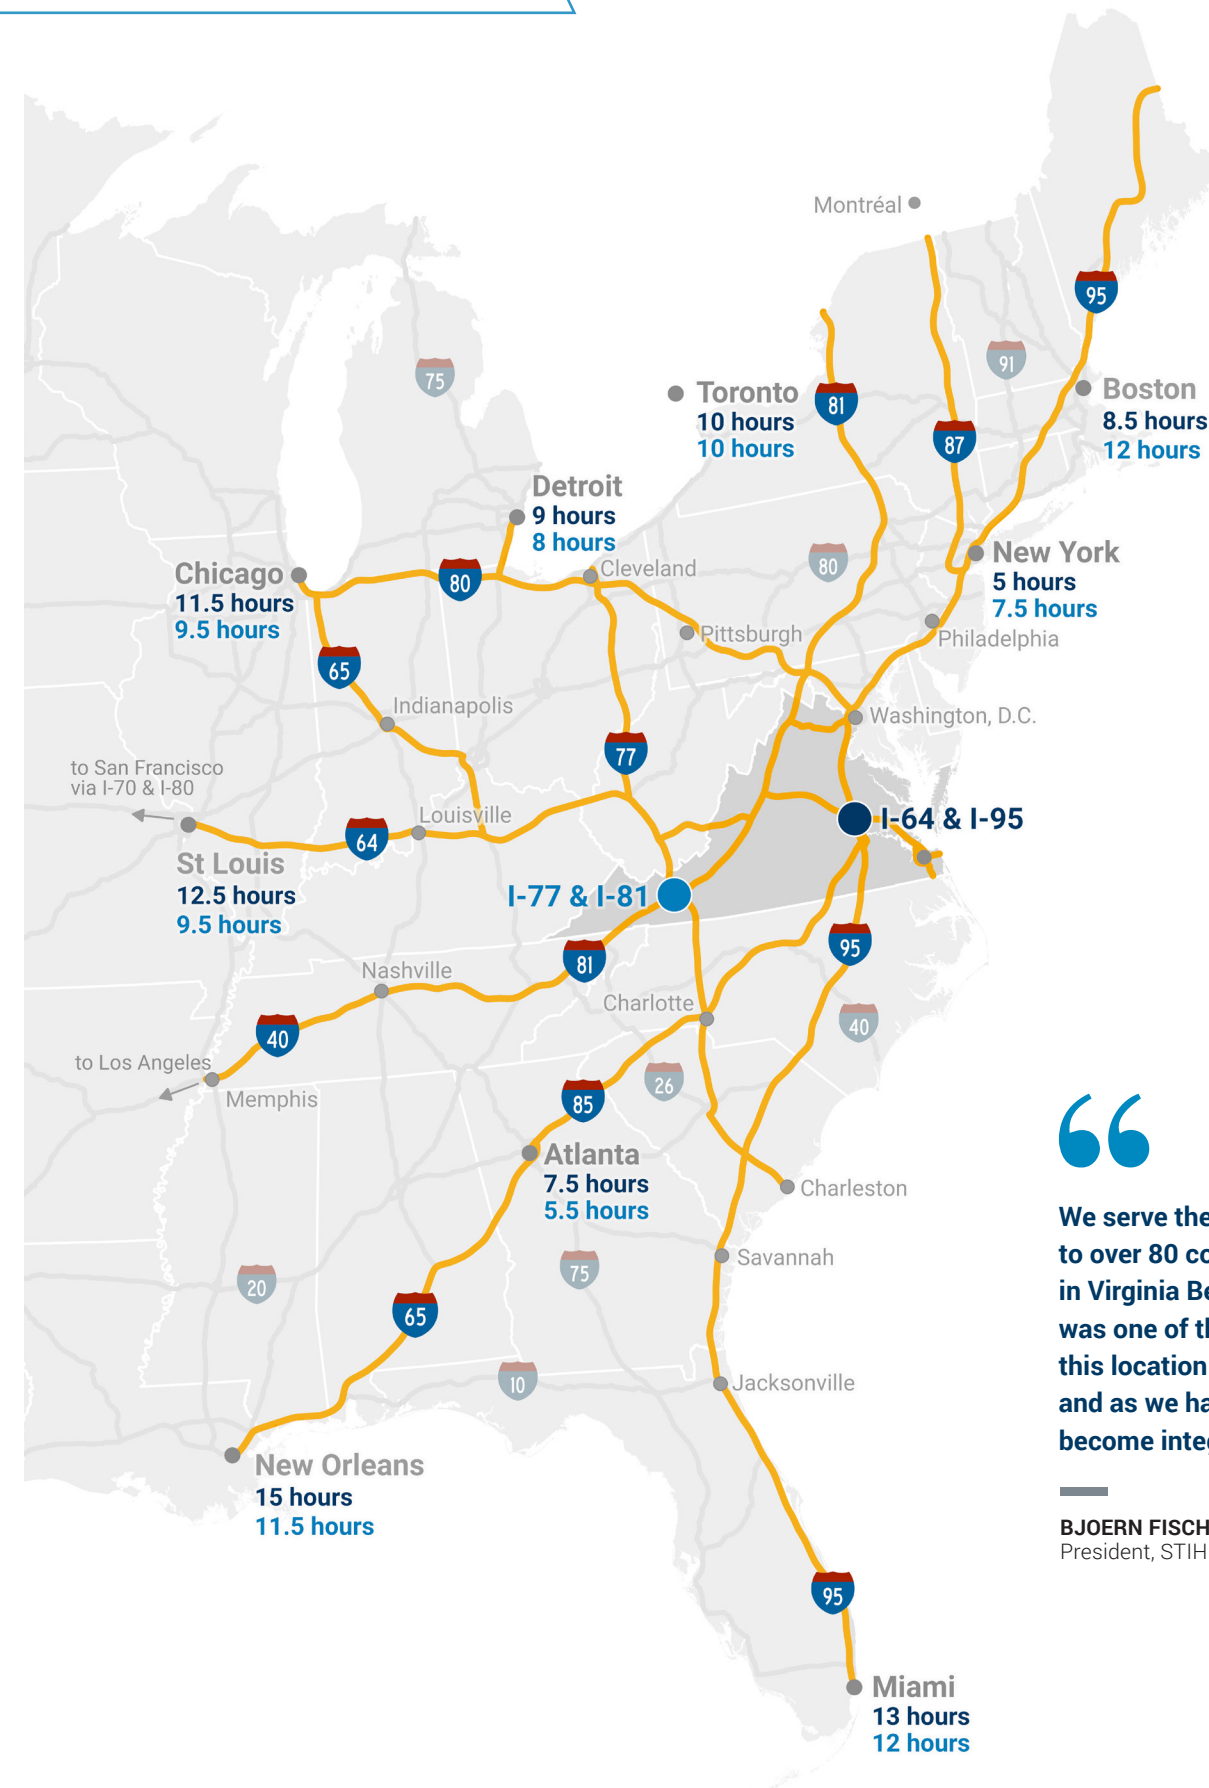 Montréal
95
91
75
Toronto
10 hours
10 hours
81
Boston
8.5 hours
12 hours
87
Detroit
9 hours
8 hours
New York
5 hours
7.5 hours
80
Chicago
11.5 hours
9.5 hours
80
Cleveland
Pittsburgh
Philadelphia
65
Indianapolis
Washington, D.C.
77
to San Francisco
via I-70 & I-80
Louisville
I-64 & I-95
64
St Louis
12.5 hours
9.5 hours
I-77 & I-81
81
95
Nashville
Charlotte
40
40
to Los Angeles
Memphis
26
85
Atlanta
7.5 hours
5.5 hours
Charleston
Savannah
75
20
65
10
Jacksonville
New Orleans
15 hours
11.5 hours
95
Miami
13 hours
12 hours
“
We serve the
to over 80 co
in Virginia Be
was one of th
this location
and as we ha
become integ
BJOERN FISCH
President, STIH